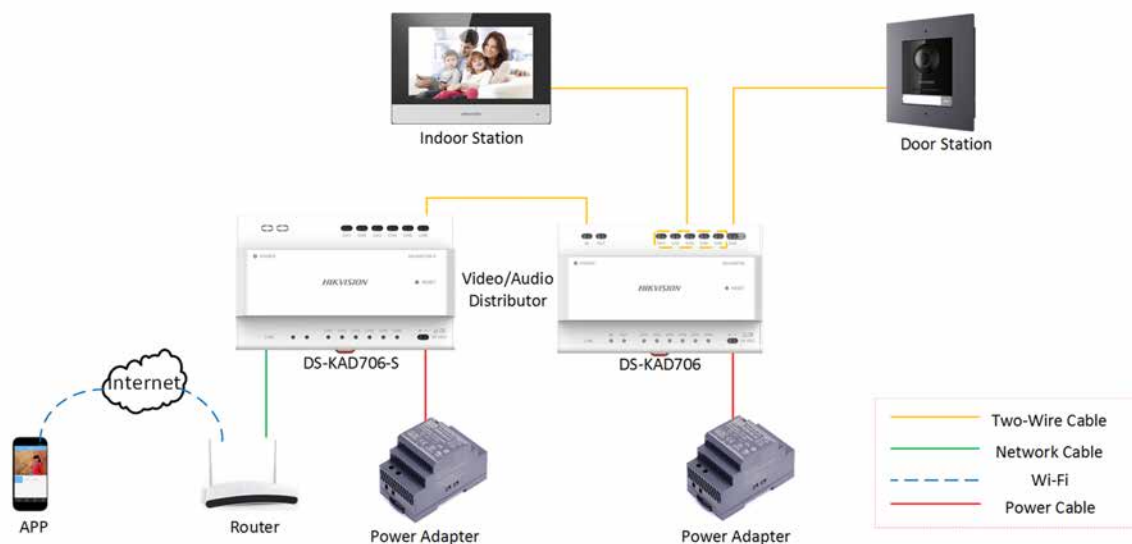 Indoor Station
Door Station
HIKVISION
HIKVISION
Video/Audio
Distributor
DS-KAD706-S
DS-KAD706
Internet
APP
Router
Power Adapter
Power Adapter
Two-Wire Cable
Network Cable
Wi-Fi
Power Cable